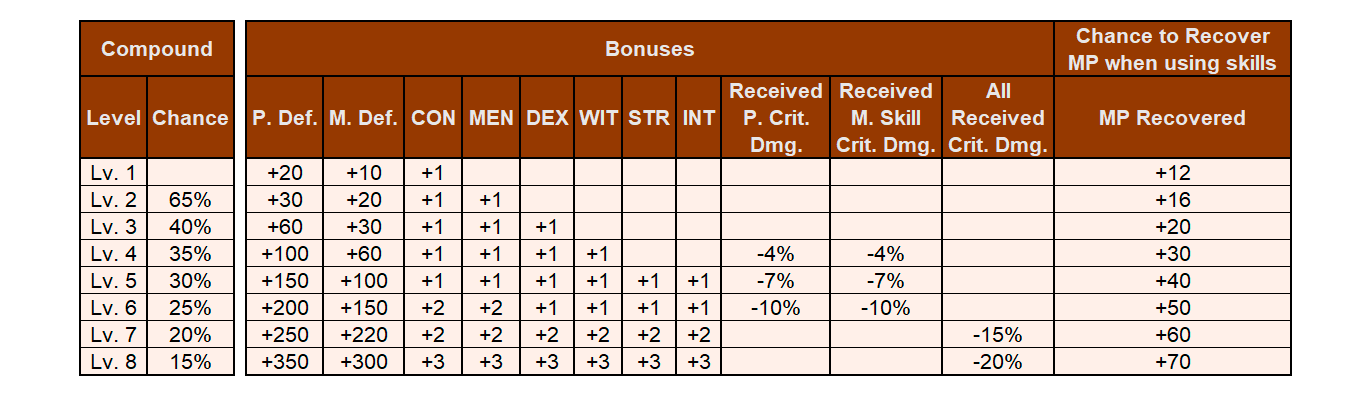 Compound Bonuses Chance to Recover
MP when using skills
Level Chance P. Def. M. Def. CON MEN DEX WIT STR INT Received P. Crit. Dmg. Received M. Skill Crit. Dmg. All Received Crit. Dmg. MP Recovered
Lv. 1 +20 +10 +1 +12
Lv. 2 65% +30 +20 +1 +1 +16
Lv. 3 40% +60 +30 +1 +1 +1 +20
Lv. 4 35% +100 +60 +1 +1 +1 +1 -4% -4% +30
Lv. 5 30% +150 +100 +1 +1 +1 +1 +1 +1 -7% -7% +40
Lv. 6 25% +200 +150 +2 +2 +1 +1 +1 +1 -10% -10% +50
Lv. 7 20% +250 +220 +2 +2 +2 +2 +2 +2 -15% +60
Lv. 8 15% +350 +300 +3 +3 +3 +3 +3 +3 -20% +70